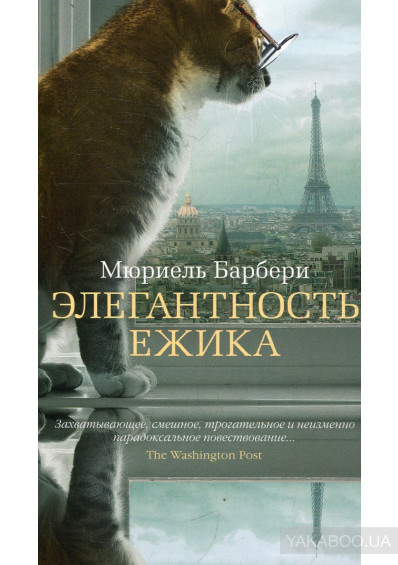 Мюриель Барбери
ЭЛЕГАНТНОСТЬ
ЕЖИКА
Захватывающее, смешное, трогательное и неизменно
парадоксальное повествование...
The Washington Post
YAKABOO.UA